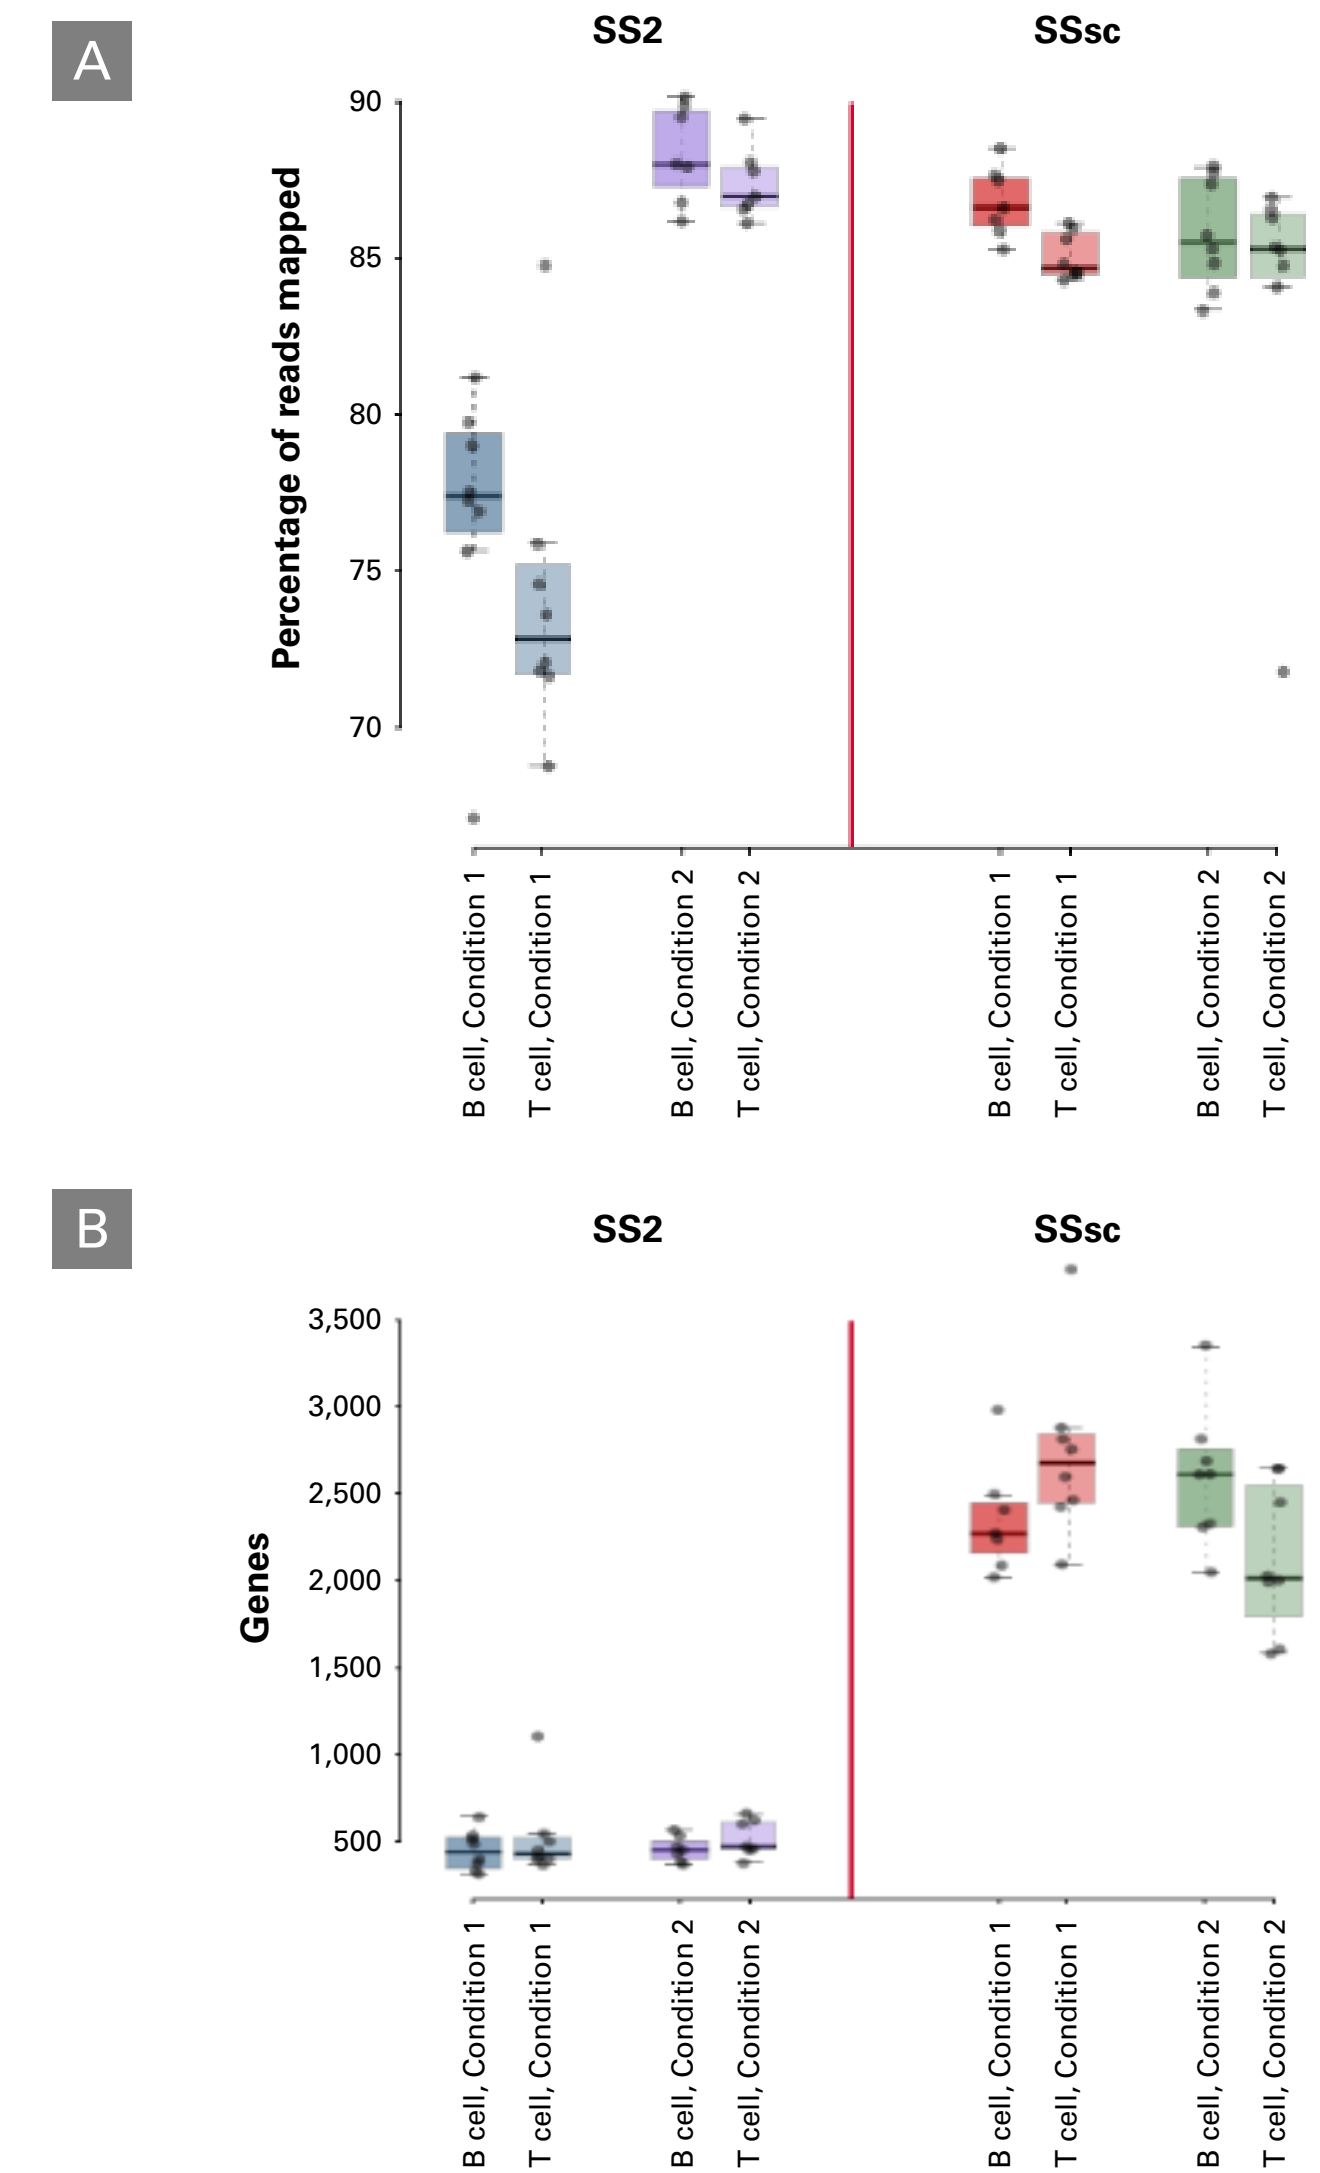 A
SS2
SSsc
Percentage of reads mapped
90
85
80
75
70
B cell, Condition 1
T cell, Condition 1
B cell, Condition 2
T cell, Condition 2
B cell, Condition 1
T cell, Condition 1
B cell, Condition 2
T cell, Condition 2
B
SS2
SSsc
Genes
3,500
3,000
2,500
2,000
1,500
1,000
500
B cell, Condition 1
T cell, Condition 1
B cell, Condition 2
T cell, Condition 2
B cell, Condition 1
T cell, Condition 1
B cell, Condition 2
T cell, Condition 2